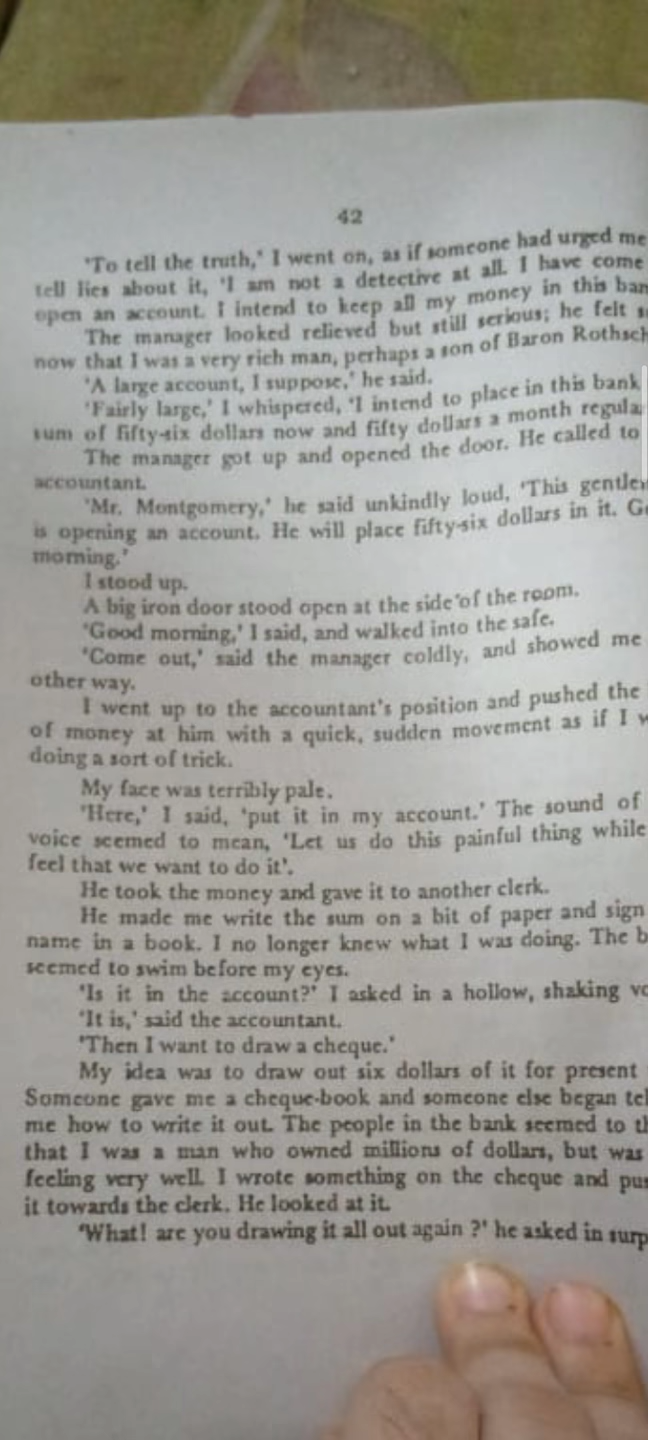 42
'To tell the truth,' I went on, as if someone had urged me
tell lies about it, 'I am not a detective at all. I have come
open an account. I intend to keep all my money in this
The manager looked relieved but still serious; he felt
now that I was a very rich man, perhaps a son of Baron
'A large account, I suppose,' he said.
'Fairly large,' I whispered, 'I intend to place in this bank
sum of fifty-six dollars now and fifty dollars a month
The manager got up and opened the door. He called to
accountant.
'Mr. Montgomery,' he said unkindly loud, 'This
is opening an account. He will place fifty-six dollars in it.
morning.'
I stood up.
A big iron door stood open at the side of the room.
'Good morning,' I said, and walked into the safe.
'Come out,' said the manager coldly, and showed me
other way.
I went up to the accountant's position and pushed the
of money at him with a quick, sudden movement as if I
doing a sort of trick.
My face was terribly pale.
'Here,' I said, 'put it in my account.' The sound of
voice seemed to mean, 'Let us do this painful thing while
feel that we want to do it'.
He took the money and gave it to another clerk.
He made me write the sum on a bit of paper and sign
name in a book. I no longer knew what I was doing. The
seemed to swim before my eyes.
'Is it in the account?' I asked in a hollow, shaking
'It is,' said the accountant.
'Then I want to draw a cheque.'
My idea was to draw out six dollars of it for present
Someone gave me a cheque-book and someone else began
me how to write it out. The people in the bank seemed to
that I was a man who owned millions of dollars, but was
feeling very well. I wrote something on the cheque and
it towards the clerk. He looked at it.
'What! are you drawing it all out again ?' he asked in